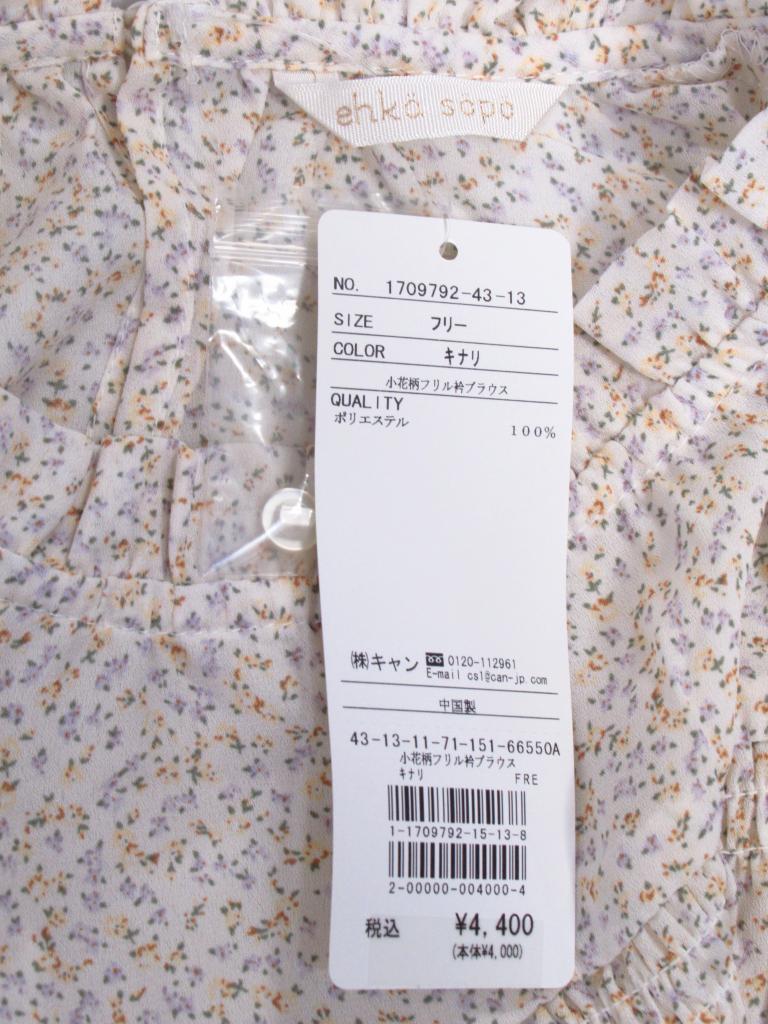 ehkä söpö
NO. 1709792-43-13
SIZE フリー
COLOR キナリ
小花柄フリル衿ブラウス
QUALITY
ポリエステル 100%
㈱キャン 0120-112961
E-mail csl@can-jp.com
中国製
43-13-11-71-151-66550A
小花柄フリル衿ブラウス
キナリ FRE
1-1709792-15-13-8
2-00000-004000-4
税込 ¥4,400
(本体¥4,000)